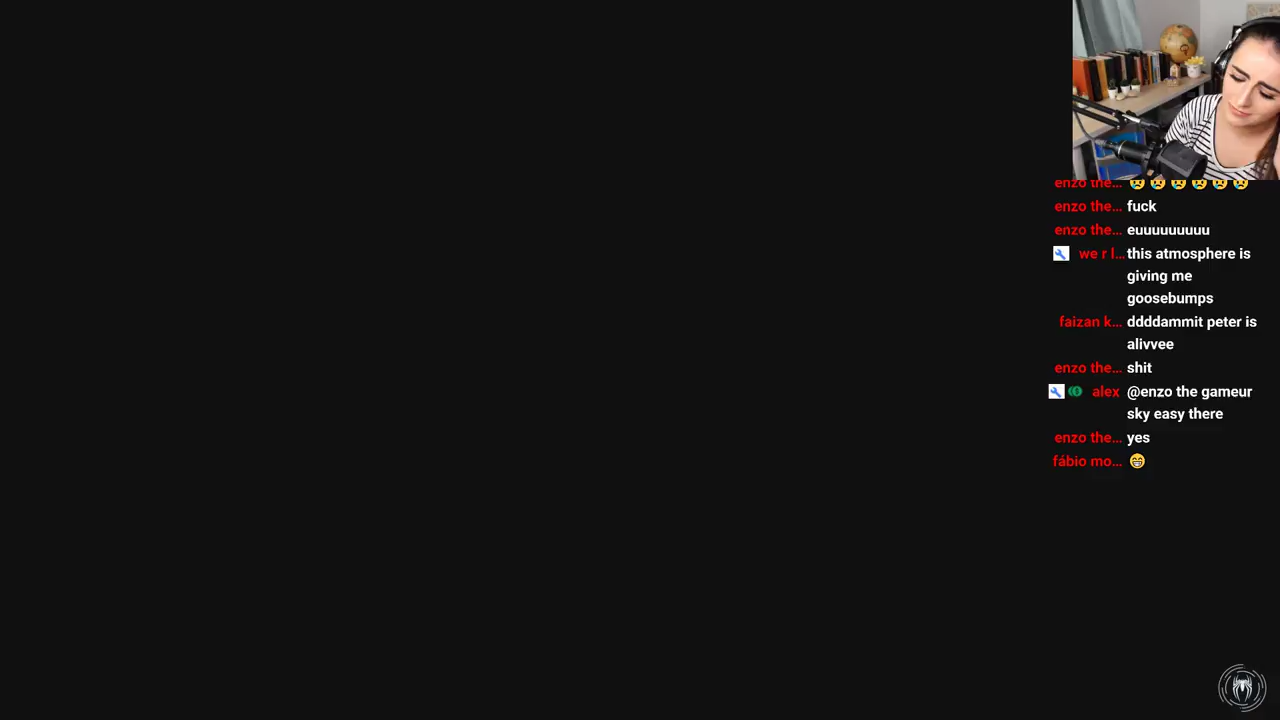 enzo the… 😢 😢 😢 😢 😢 😢
enzo the… fuck
enzo the… euuuuuuuuu
we r l… this atmosphere is
giving me
goosebumps
faizan k… ddddammit peter is
alivvee
enzo the… shit
alex @enzo the gameur
sky easy there
enzo the… yes
fábio mo… 😁